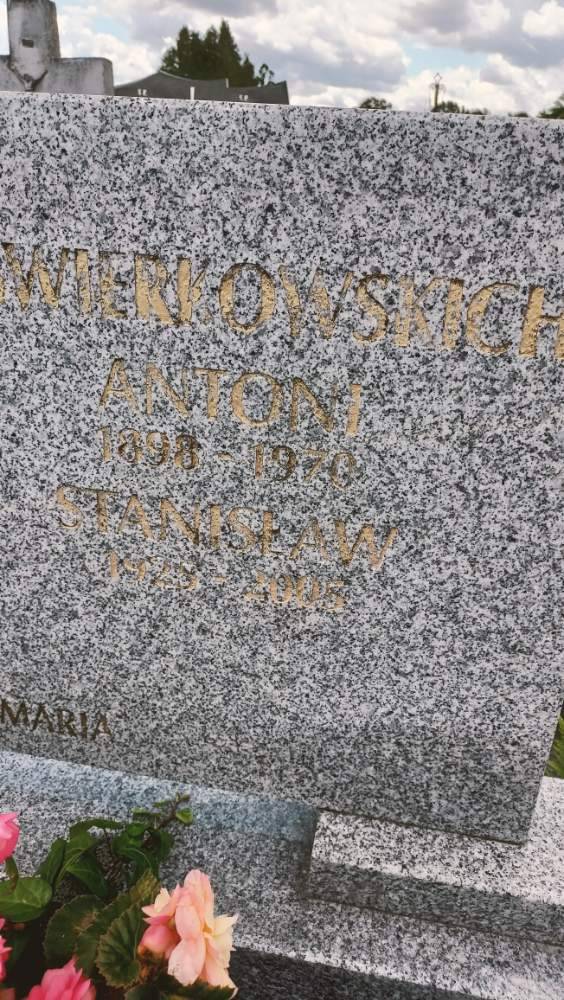 WIERKOWSKICH
ANTONI
1898 - 1970
STANISŁAW
1925 - 2005
MARIA